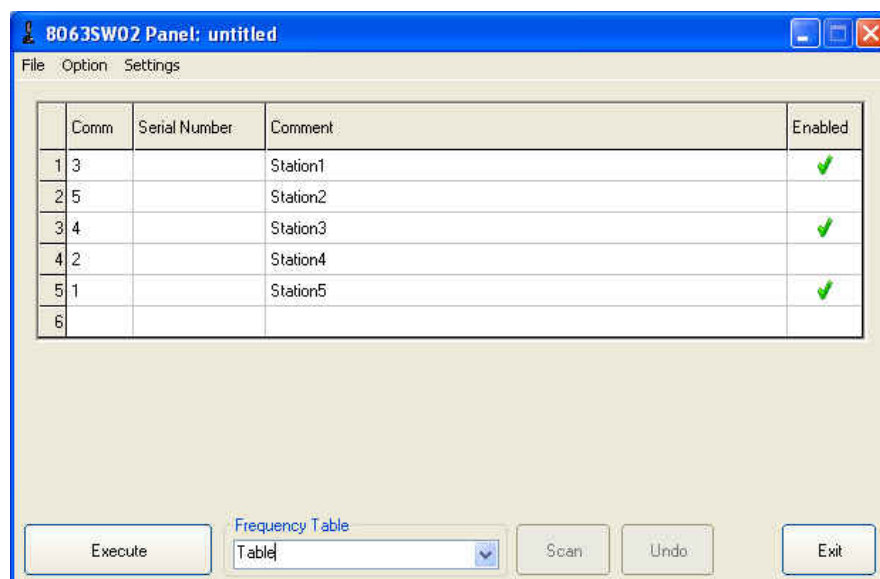 8063SW02 Panel: untitled
File Option Settings
Comm Serial Number Comment Enabled
1 3 Station1
2 5 Station2
3 4 Station3
4 2 Station4
5 1 Station5
6
Frequency Table
Execute Table Scan Undo Exit